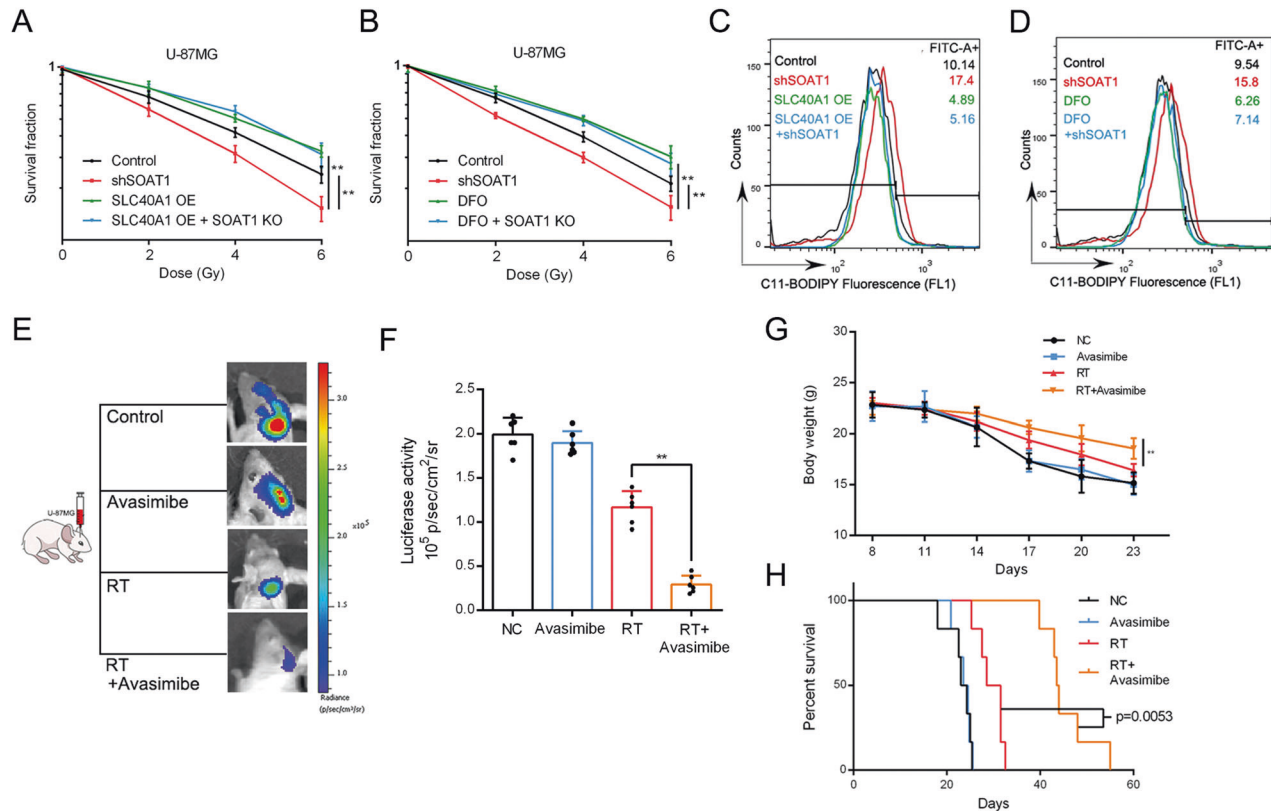 A
U-87MG
1
Survival fraction
Control
shSOAT1
SLC40A1 OE
SLC40A1 OE + SOAT1 KO
**
**
0
2
4
6
Dose (Gy)
B
U-87MG
1
Survival fraction
Control
shSOAT1
DFO
DFO + SOAT1 KO
**
**
0
2
4
6
Dose (Gy)
C
FITC-A+
Control 10.14
shSOAT1 17.4
SLC40A1 OE 4.89
SLC40A1 OE 5.16
+shSOAT1
150
100
50
0
Counts
10²
10³
C11-BODIPY Fluorescence (FL1)
D
FITC-A+
Control 9.54
shSOAT1 15.8
DFO 6.26
DFO 7.14
+shSOAT1
150
100
50
0
Counts
10²
10³
C11-BODIPY Fluorescence (FL1)
E
U-87MG
Control
Avasimibe
RT
RT
+Avasimibe
3.0
2.5
×10⁵
2.0
1.5
1.0
Radiance
(p/sec/cm³/sr)
F
Luciferase activity
10⁵ p/sec/cm²/sr
2.5
2.0
1.5
1.0
0.5
0.0
**
NC
Avasimibe
RT
RT+
Avasimibe
G
Body weight (g)
30
25
20
15
10
NC
Avasimibe
RT
RT+Avasimibe
**
8
11
14
17
20
23
Days
H
Percent survival
100
50
0
NC
Avasimibe
RT
RT+
Avasimibe
p=0.0053
0
20
40
60
Days